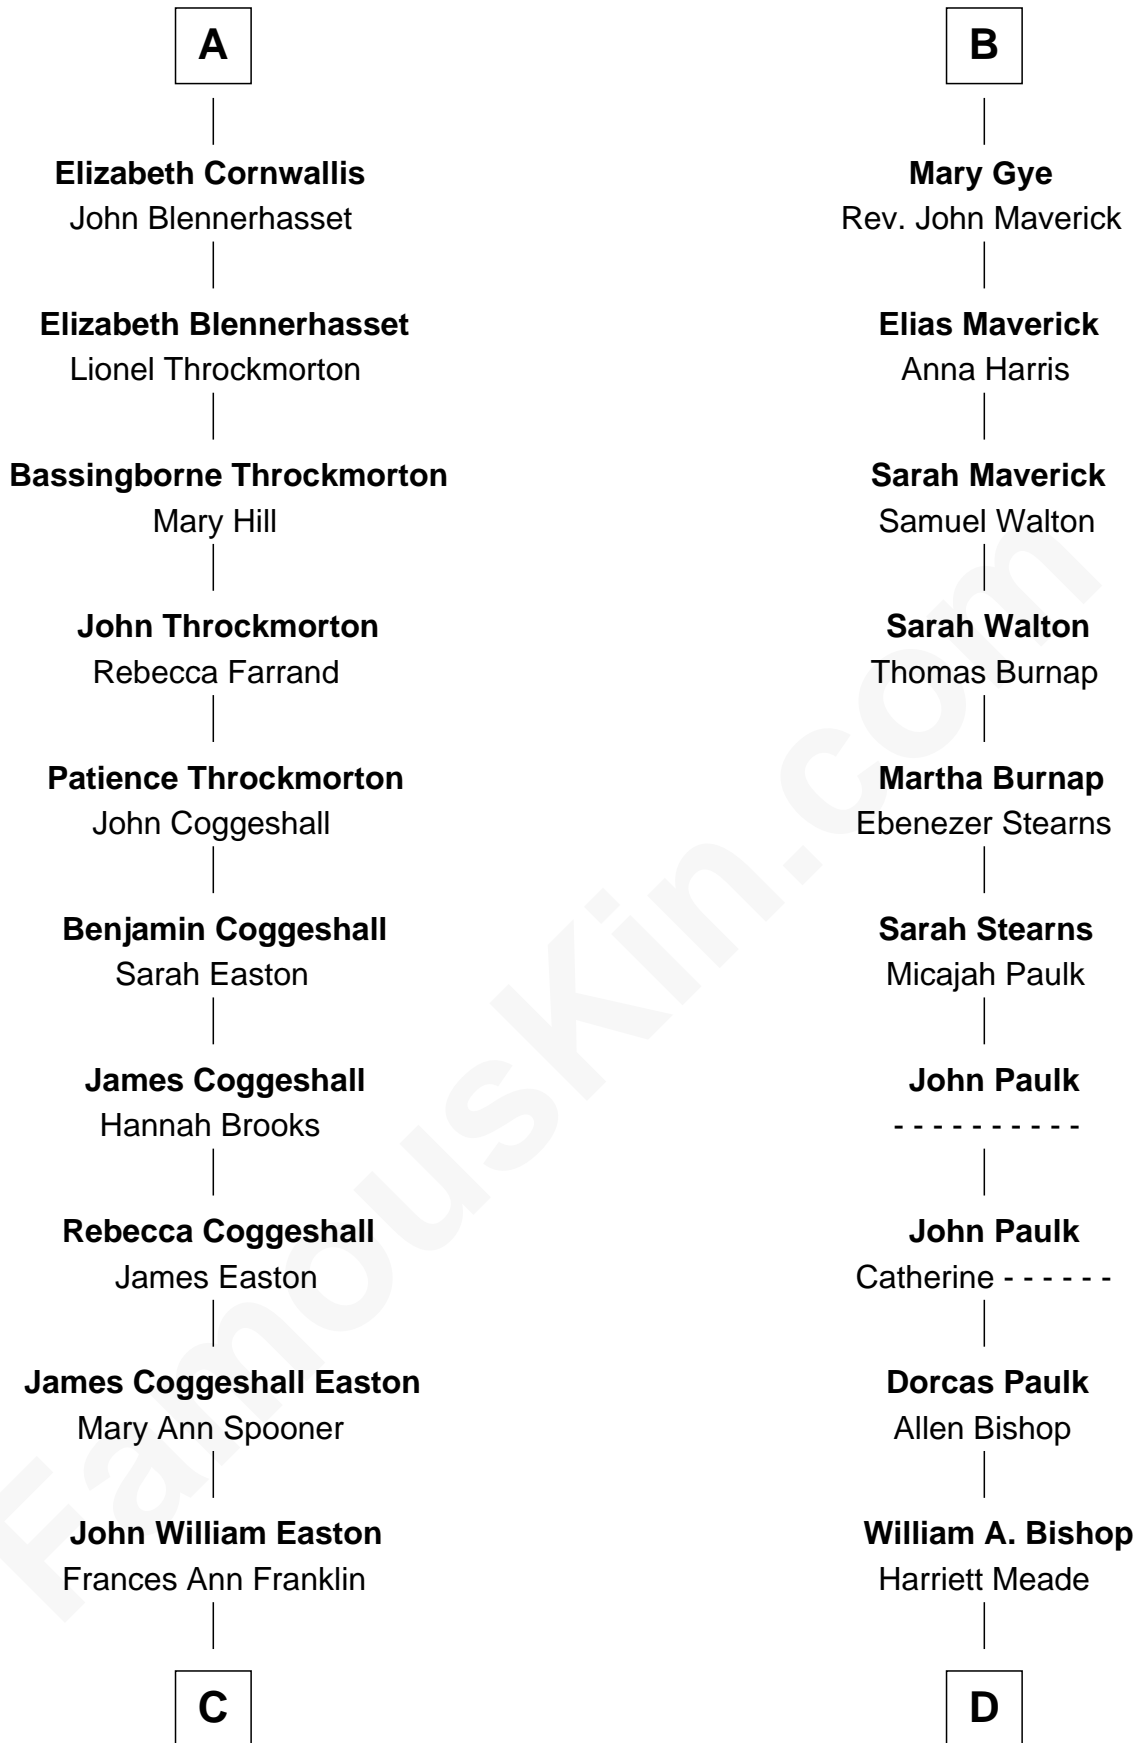 A
Elizabeth Cornwallis
John Blennerhasset
Elizabeth Blennerhasset
Lionel Throckmorton
Bassingborne Throckmorton
Mary Hill
John Throckmorton
Rebecca Farrand
Patience Throckmorton
John Coggeshall
Benjamin Coggeshall
Sarah Easton
James Coggeshall
Hannah Brooks
Rebecca Coggeshall
James Easton
James Coggeshall Easton
Mary Ann Spooner
John William Easton
Frances Ann Franklin
C
B
Mary Gye
Rev. John Maverick
Elias Maverick
Anna Harris
Sarah Maverick
Samuel Walton
Sarah Walton
Thomas Burnap
Martha Burnap
Ebenezer Stearns
Sarah Stearns
Micajah Paulk
John Paulk
- - - - - - - - - -
John Paulk
Catherine - - - - - -
Dorcas Paulk
Allen Bishop
William A. Bishop
Harriett Meade
D
FamousKin.com